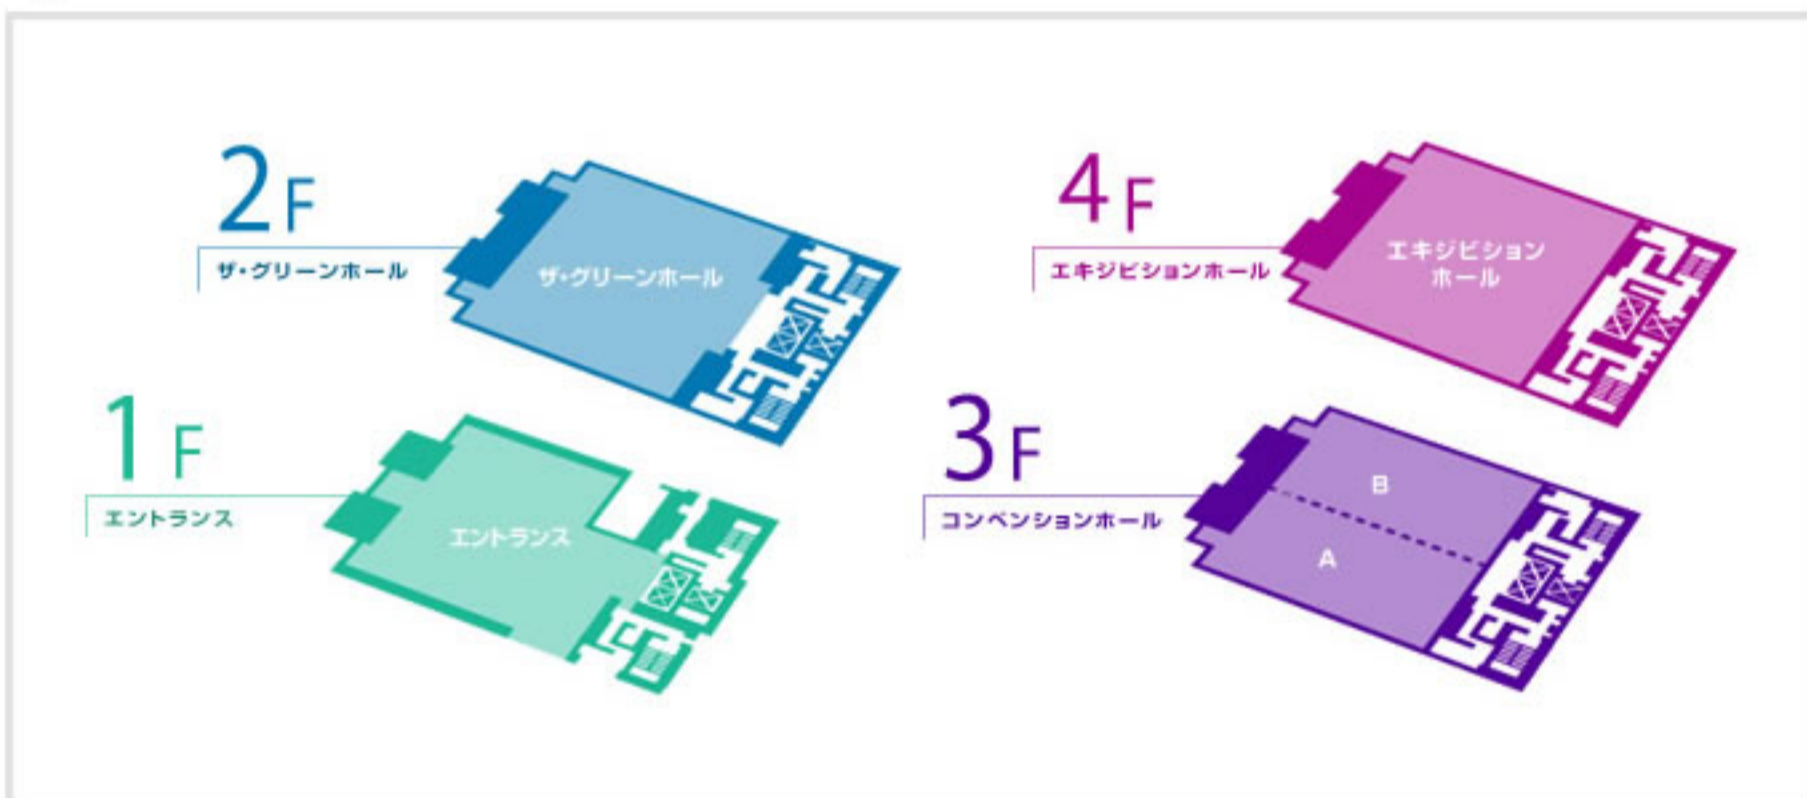 2F
ザ・グリーンホール
ザ・グリーンホール
1F
エントランス
エントランス
4F
エキジビションホール
エキジビション
ホール
3F
コンベンションホール
B
A